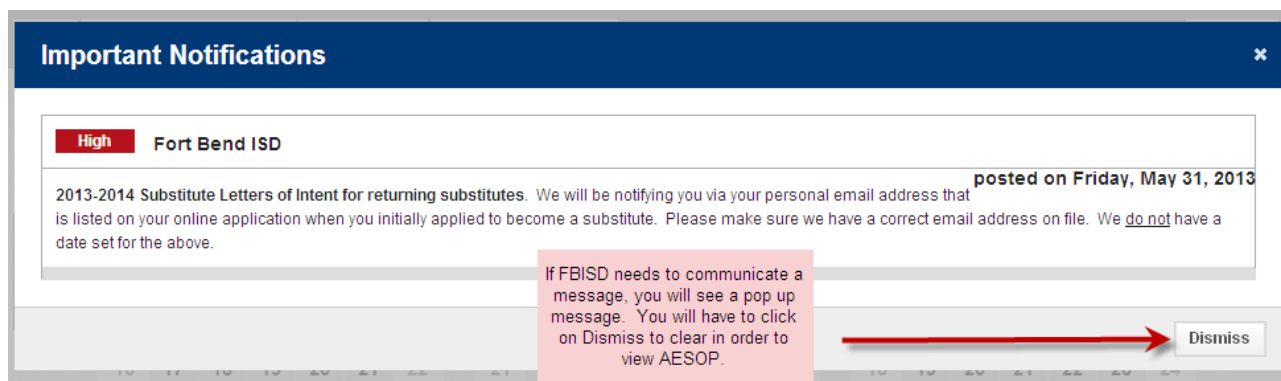 Important Notifications ×
High Fort Bend ISD
posted on Friday, May 31, 2013
2013-2014 Substitute Letters of Intent for returning substitutes. We will be notifying you via your personal email address that
is listed on your online application when you initially applied to become a substitute. Please make sure we have a correct email address on file. We do not have a
date set for the above.
If FBISD needs to communicate a
message, you will see a pop up
message. You will have to click
on Dismiss to clear in order to
view AESOP.
Dismiss